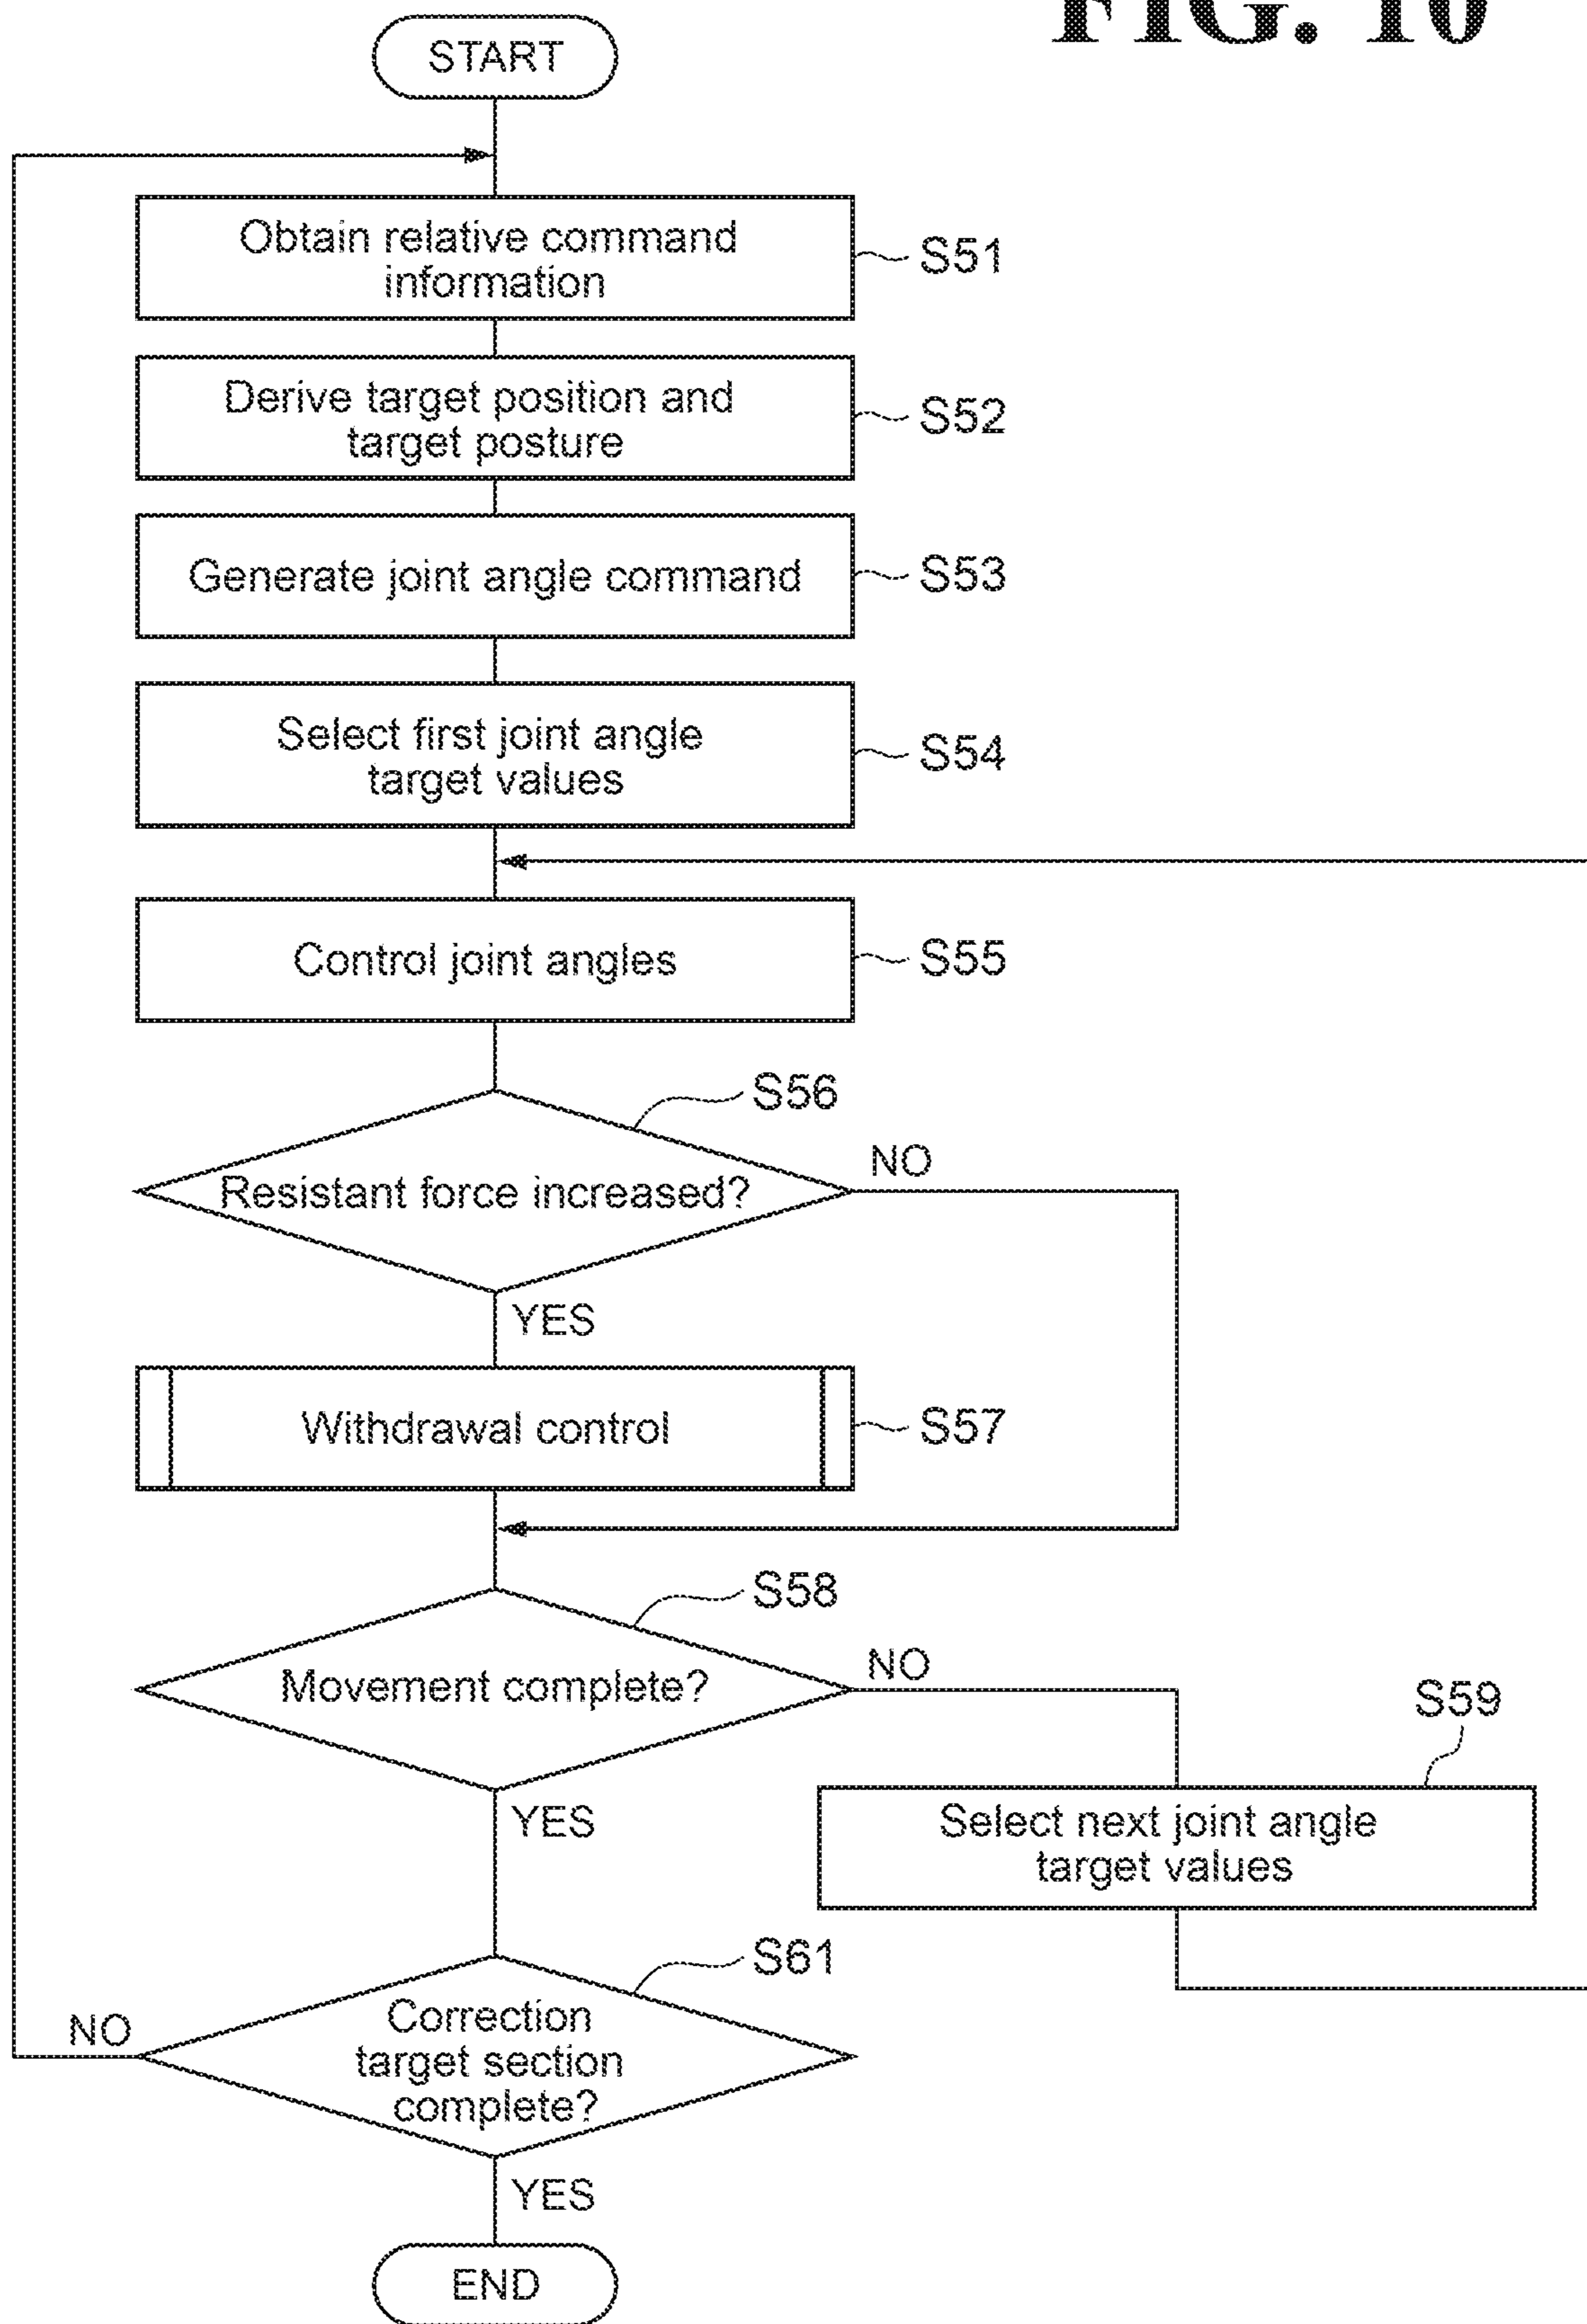 FIG. 10
START
Obtain relative command
information
S51
Derive target position and
target posture
S52
Generate joint angle command
S53
Select first joint angle
target values
S54
Control joint angles
S55
S56
Resistant force increased?
NO
YES
Withdrawal control
S57
S58
Movement complete?
NO
S59
YES
Select next joint angle
target values
S61
Correction
target section
complete?
NO
YES
END